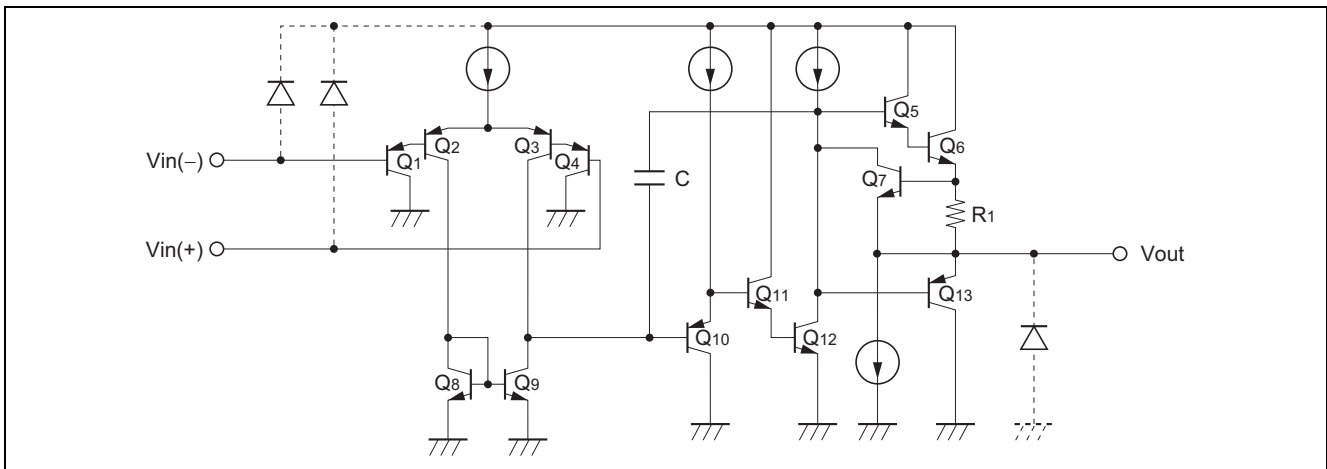 Q5
Q1
Q2
Q3
Q4
Q6
Vin(−)
Q7
C
R1
Vin(+)
Vout
Q11
Q13
Q10
Q12
Q8
Q9